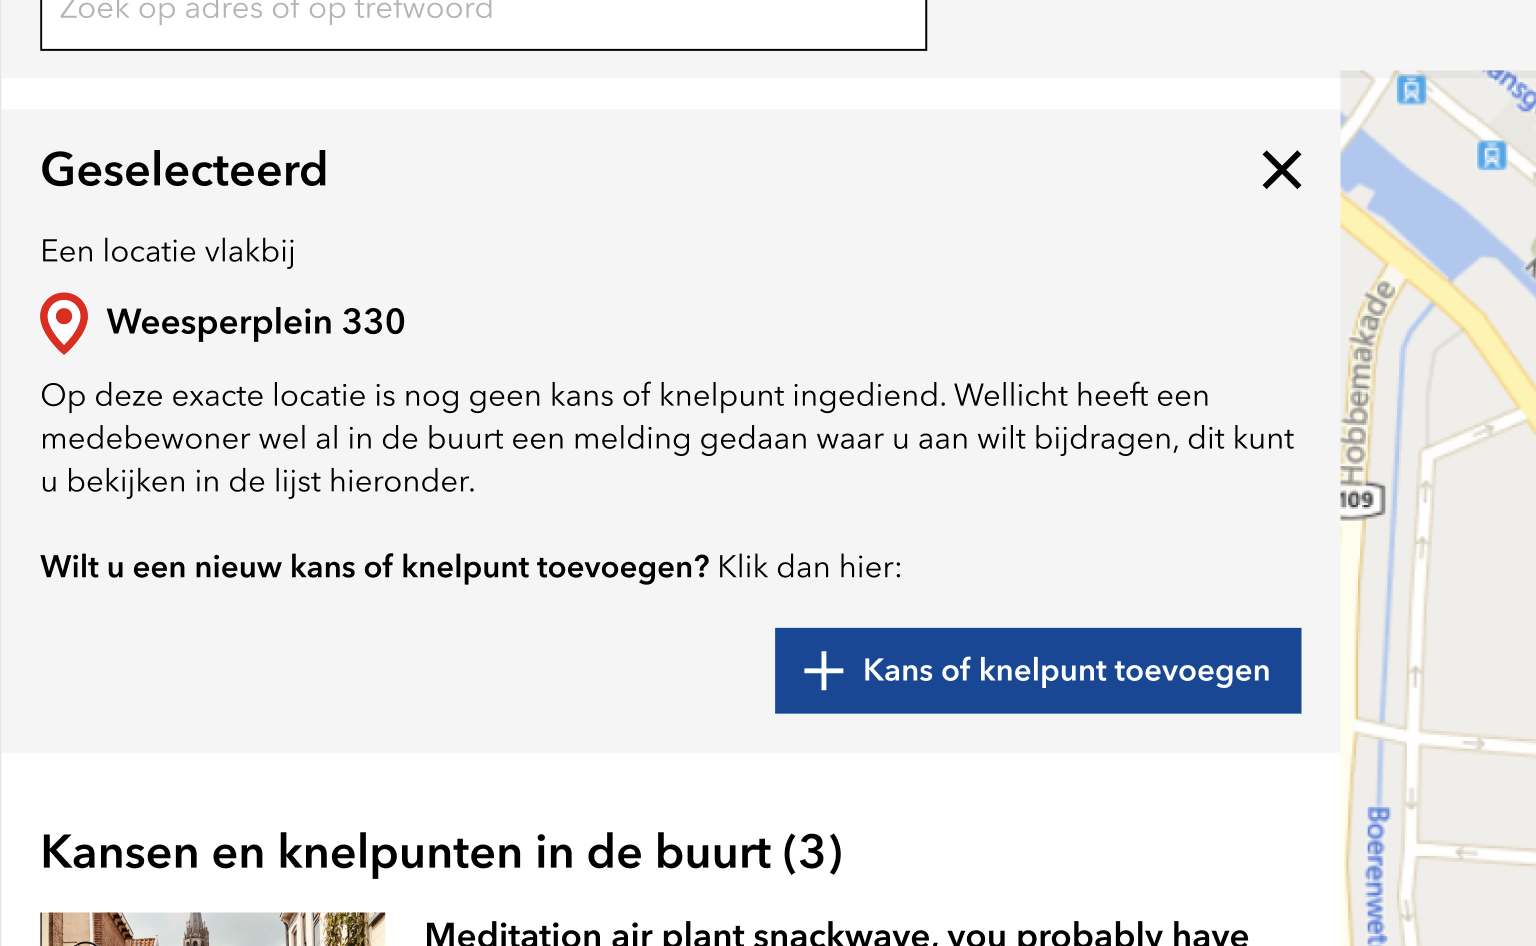 Zoek op adres of op trefwoord
Geselecteerd
Een locatie vlakbij
Weesperplein 330
Op deze exacte locatie is nog geen kans of knelpunt ingediend. Wellicht heeft een
medebewoner wel al in de buurt een melding gedaan waar u aan wilt bijdragen, dit kunt
u bekijken in de lijst hieronder.
Wilt u een nieuw kans of knelpunt toevoegen? Klik dan hier:
Kans of knelpunt toevoegen
Kansen en knelpunten in de buurt (3)
Meditation air plant snackwave, you probably have
Hobbemakade
109